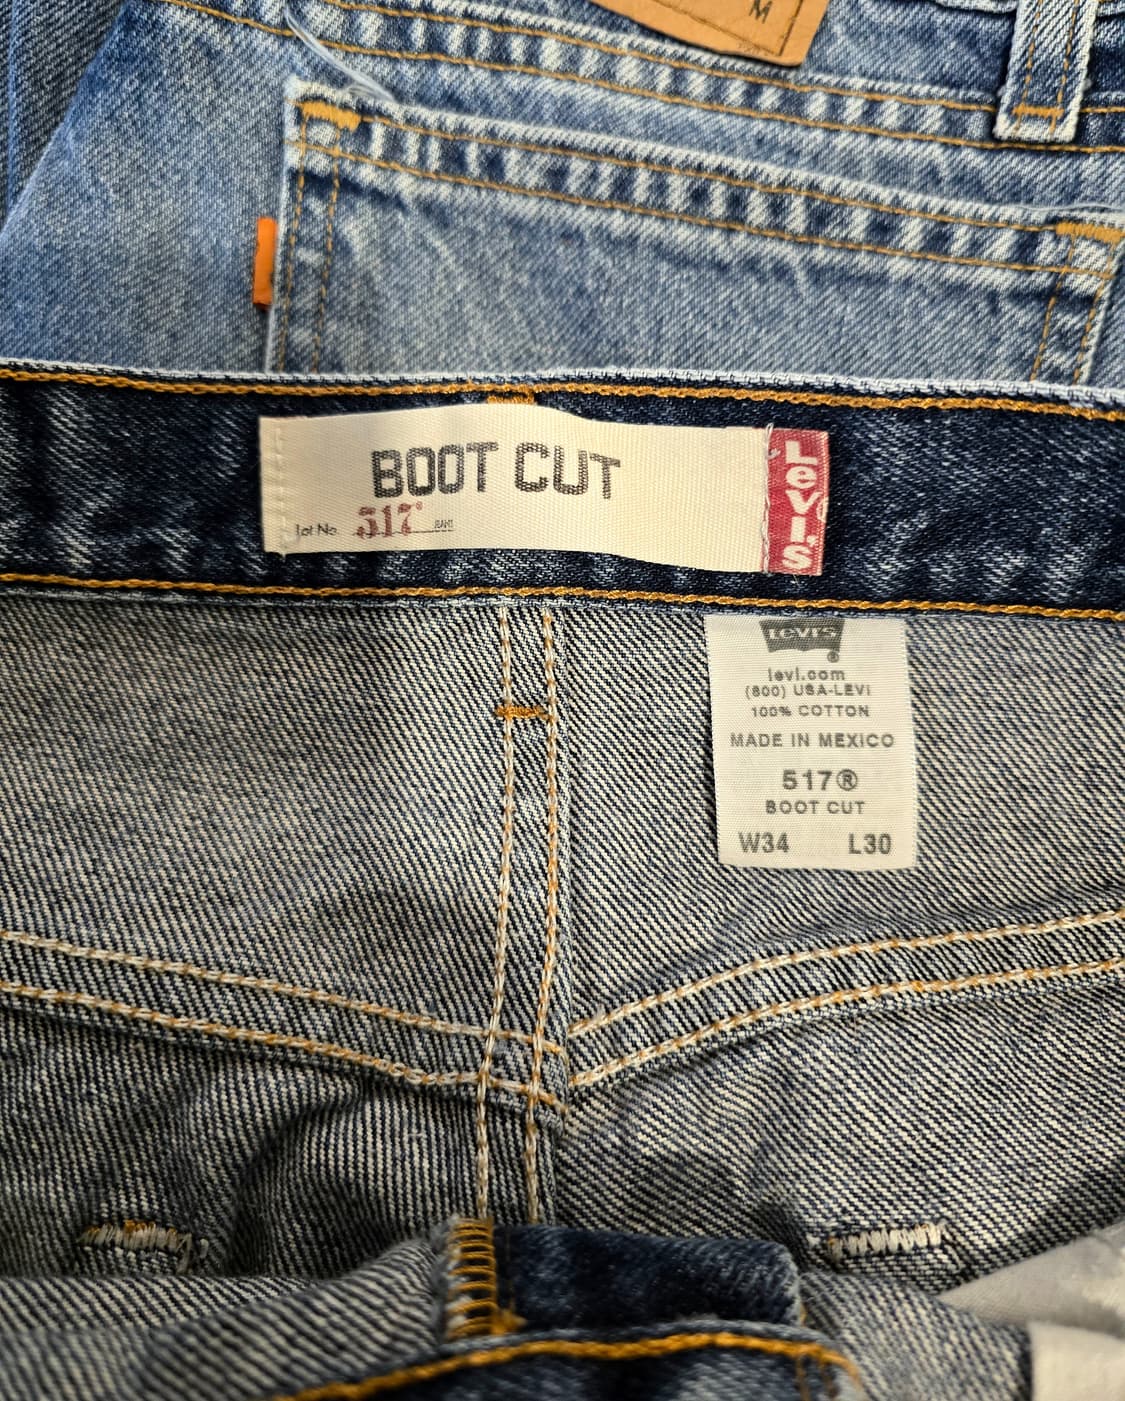 M
BOOT CUT
Lot No. 517® JEANS
Levi's
Levi's
®
levi.com
(800) USA-LEVI
100% COTTON
MADE IN MEXICO
517®
BOOT CUT
W34 L30